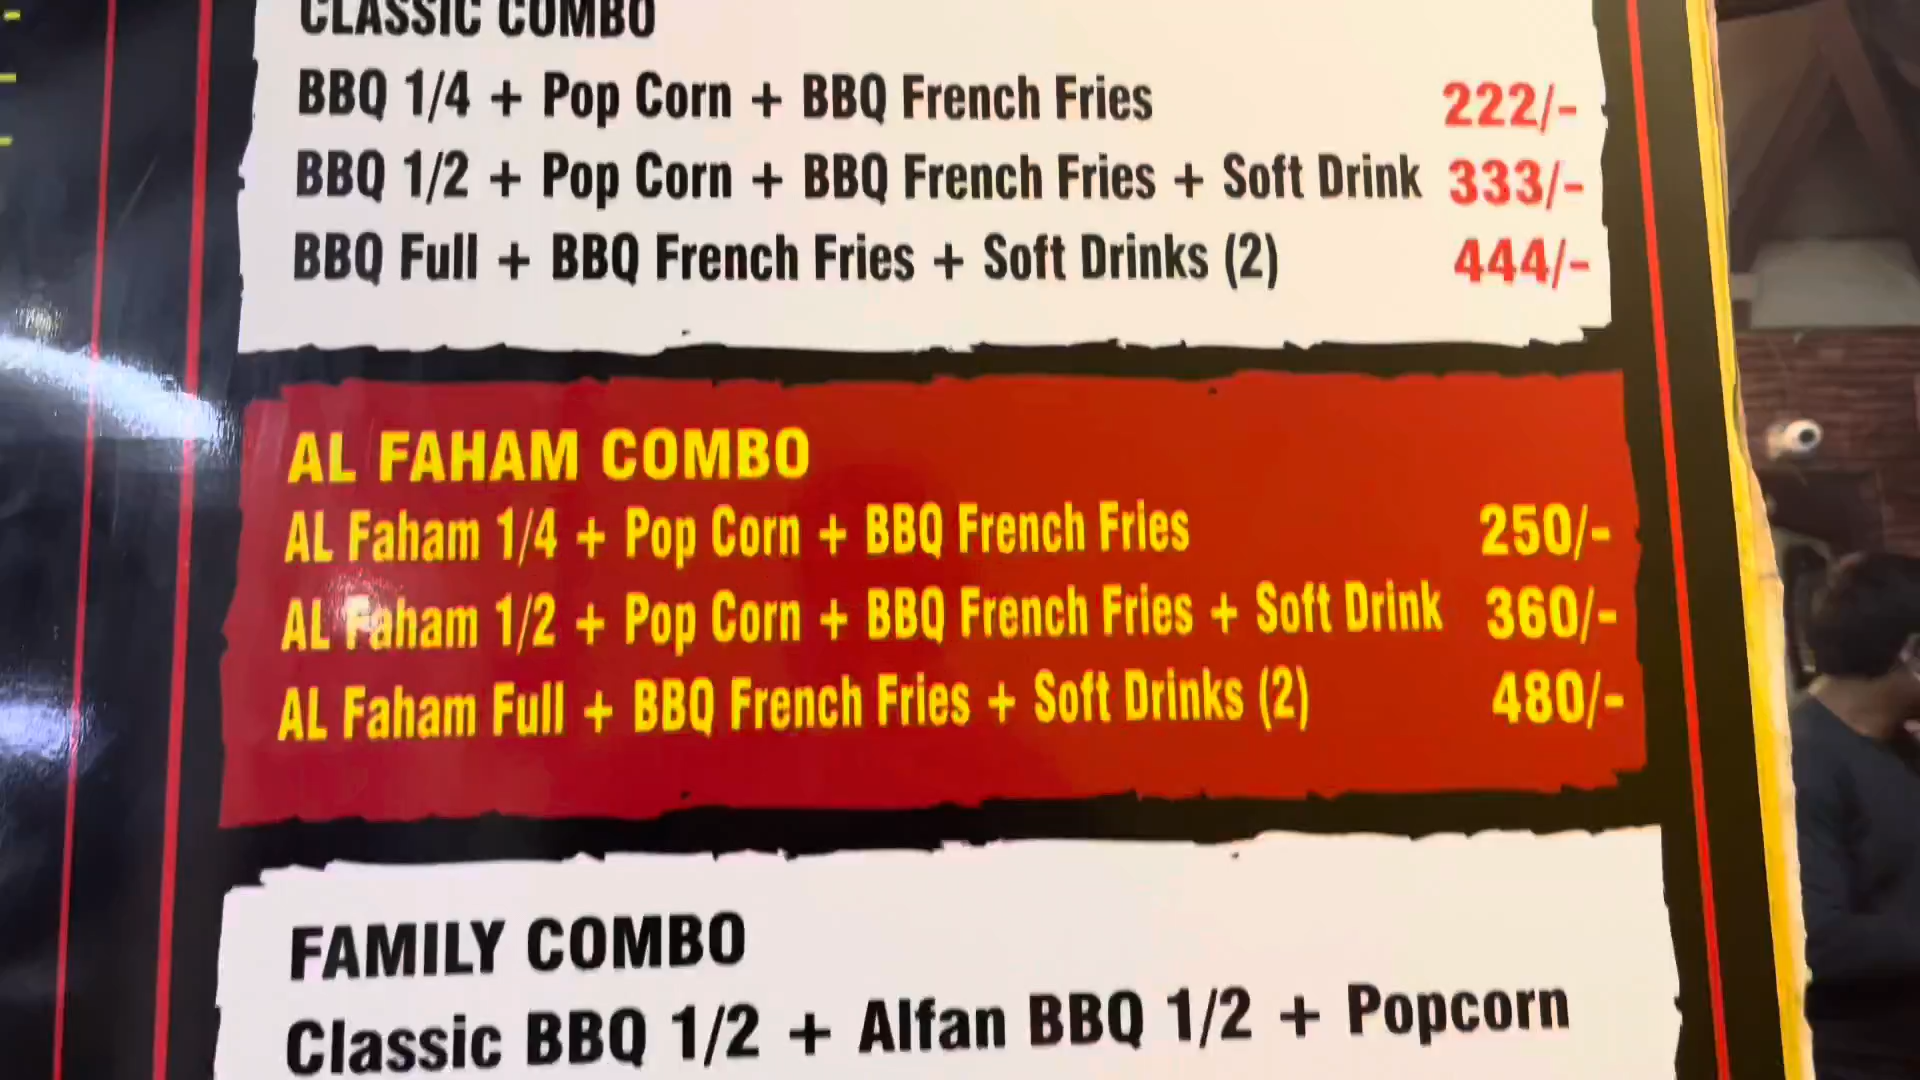 CLASSIC COMBO
BBQ 1/4 + Pop Corn + BBQ French Fries 222/-
BBQ 1/2 + Pop Corn + BBQ French Fries + Soft Drink 333/-
BBQ Full + BBQ French Fries + Soft Drinks (2) 444/-
AL FAHAM COMBO
AL Faham 1/4 + Pop Corn + BBQ French Fries 250/-
AL Faham 1/2 + Pop Corn + BBQ French Fries + Soft Drink 360/-
AL Faham Full + BBQ French Fries + Soft Drinks (2) 480/-
FAMILY COMBO
Classic BBQ 1/2 + Alfan BBQ 1/2 + Popcorn